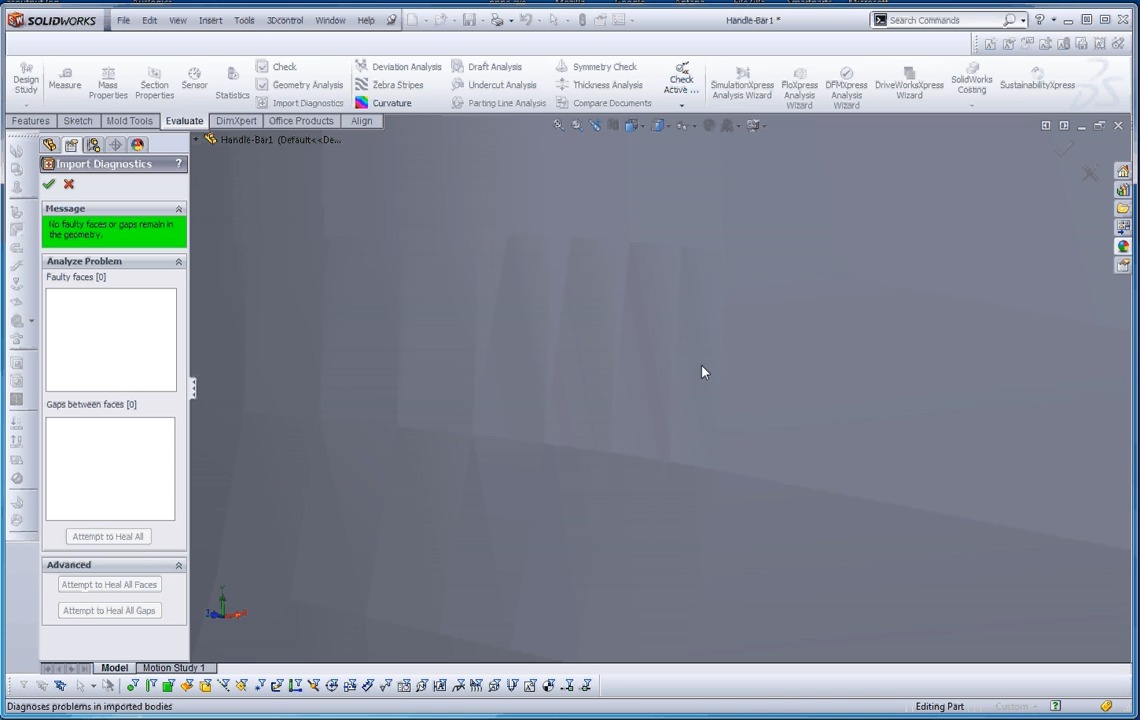 SOLIDWORKS File Edit View Insert Tools 3Dcontrol Window Help Handle-Bar1 * Search Commands
Design Study
Measure
Mass Properties
Section Properties
Sensor
Statistics
Check
Geometry Analysis
Import Diagnostics
Deviation Analysis
Zebra Stripes
Curvature
Draft Analysis
Undercut Analysis
Parting Line Analysis
Symmetry Check
Thickness Analysis
Compare Documents
Check Active ...
SimulationXpress Analysis Wizard
FloXpress Analysis Wizard
DFMXpress Analysis Wizard
DriveWorksXpress Wizard
SolidWorks Costing
SustainabilityXpress
Features Sketch Mold Tools Evaluate DimXpert Office Products Align
Handle-Bar1 (Default<<De...
Import Diagnostics ?
Message
No faulty faces or gaps remain in
the geometry.
Analyze Problem
Faulty faces [0]
Gaps between faces [0]
Attempt to Heal All
Advanced
Attempt to Heal All Faces
Attempt to Heal All Gaps
Model Motion Study 1
Diagnoses problems in imported bodies Editing Part Custom